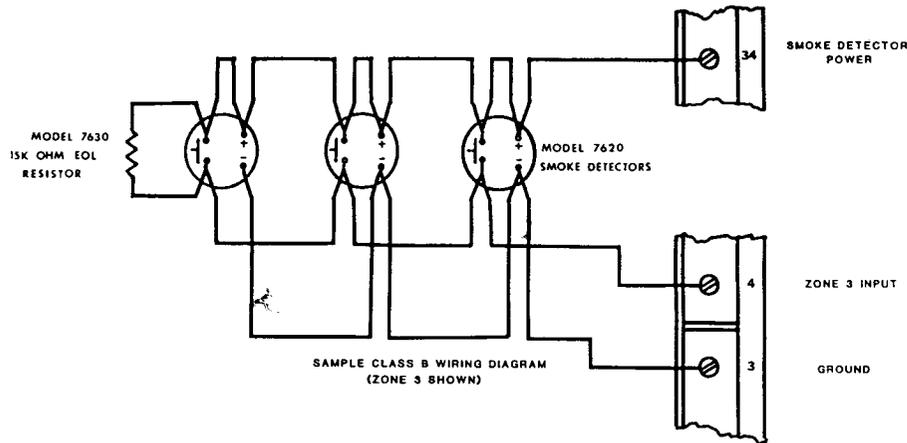 34
SMOKE DETECTOR
POWER
MODEL 7630
15K OHM EOL
RESISTOR
+
+
+
-
-
-
MODEL 7620
SMOKE DETECTORS
4
ZONE 3 INPUT
3
GROUND
SAMPLE CLASS B WIRING DIAGRAM
(ZONE 3 SHOWN)